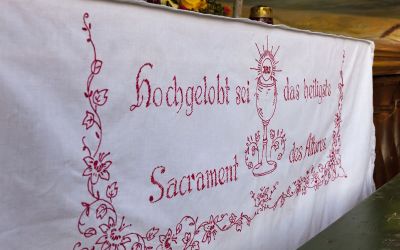 Hochgelobt sei das heiligste
Sacrament des Altares